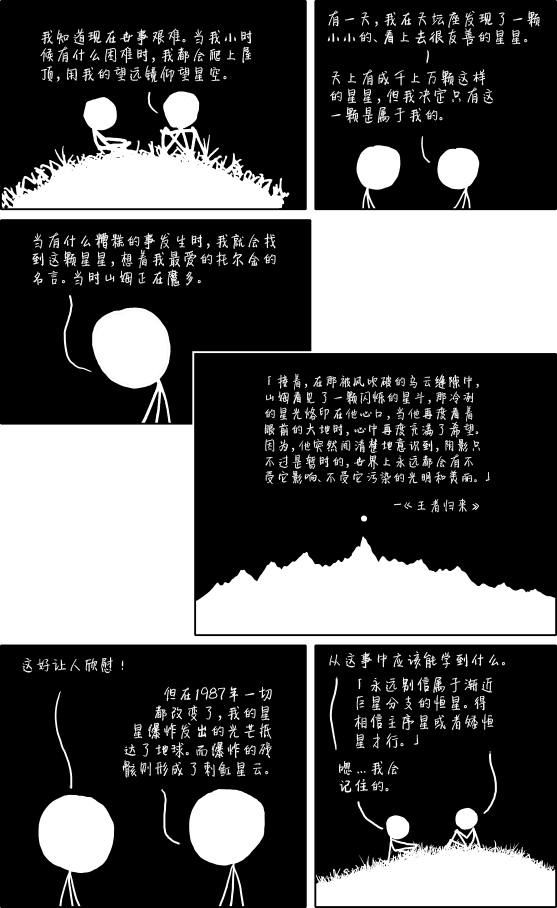 我知道现在世事艰难。当我小时
候有什么困难时，我都会爬上屋
顶，用我的望远镜仰望星空。
有一天，我在天坛座发现了一颗
小小的、看上去很友善的星星。
天上有成千上万颗这样
的星星，但我决定只有这
一颗是属于我的。
当有什么糟糕的事发生时，我就会找
到这颗星星，想着我最爱的托尔金的
名言。当时山姆正在魔多。
「接着，在那被风吹破的乌云缝隙中，
山姆看见了一颗闪烁的星斗，那冷冽
的星光烙印在他心口，当他再度看着
眼前的大地时，心中再度充满了希望。
因为，他突然间清楚地意识到，阴影只
不过是暂时的，世界上永远都会有不
受它影响、不受它污染的光明和美丽。」
—《王者归来》
这好让人欣慰！
但在1987年一切
都改变了，我的星
星爆炸发出的光芒抵
达了地球。而爆炸的残
骸则形成了刺魟星云。
从这事中应该能学到什么。
「永远别信属于渐近
巨星分支的恒星。得
相信主序星或者矮恒
星才行。」
嗯…我会
记住的。